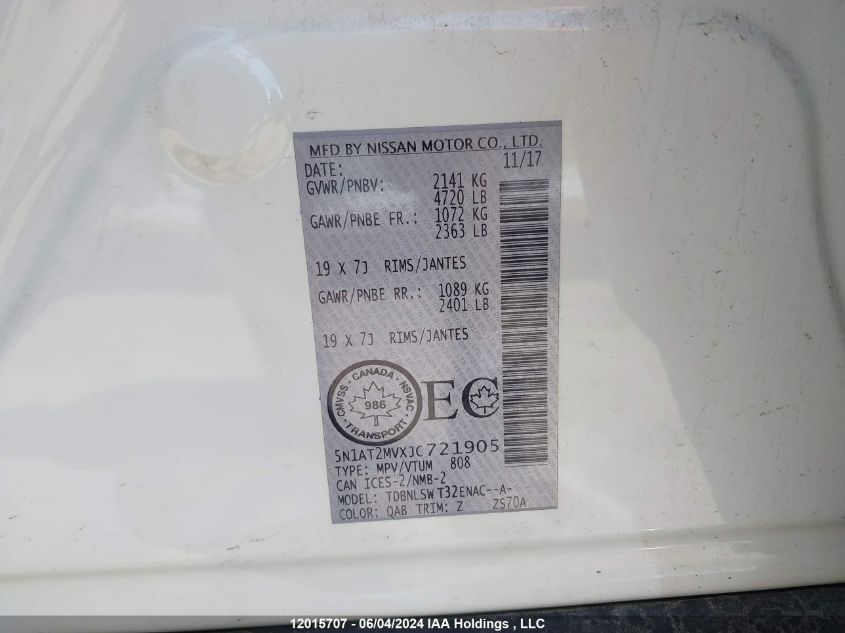 MFD BY NISSAN MOTOR CO., LTD.
DATE: 11/17
GVWR/PNBV: 2141 KG
4720 LB
GAWR/PNBE FR.: 1072 KG
2363 LB
19 X 7J RIMS/JANTES
GAWR/PNBE RR.: 1089 KG
2401 LB
19 X 7J RIMS/JANTES
CMVSS · CANADA · NSVAC
986
TRANSPORT
EC
5N1AT2MVXJC721905
TYPE: MPV/VTUM 808
CAN ICES-2/NMB-2
MODEL: TDBNLSW T32ENAC--A-
COLOR: QAB TRIM: Z ZS70A
12015707 - 06/04/2024 IAA Holdings , LLC